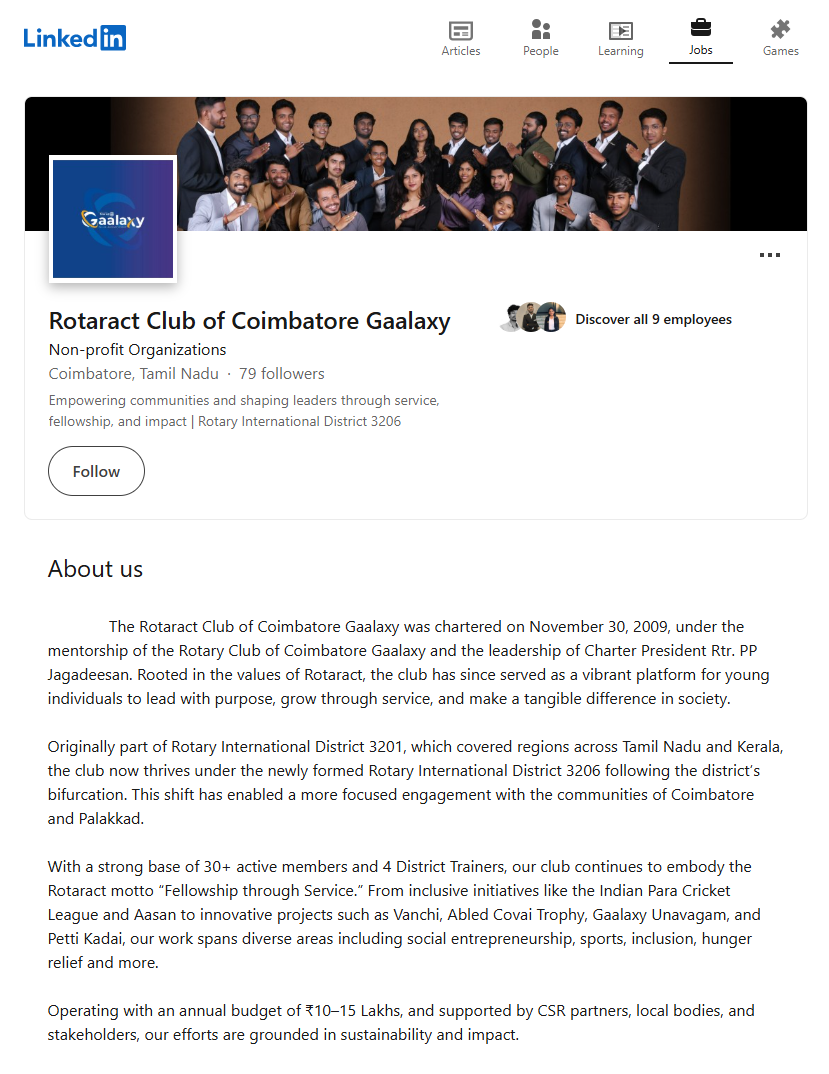 LinkedIn
Articles
People
Learning
Jobs
Games
Gaalaxy
Rotaract Club of Coimbatore Gaalaxy
Discover all 9 employees
Non-profit Organizations
Coimbatore, Tamil Nadu · 79 followers
Empowering communities and shaping leaders through service,
fellowship, and impact | Rotary International District 3206
Follow
About us
The Rotaract Club of Coimbatore Gaalaxy was chartered on November 30, 2009, under the
mentorship of the Rotary Club of Coimbatore Gaalaxy and the leadership of Charter President Rtr. PP
Jagadeesan. Rooted in the values of Rotaract, the club has since served as a vibrant platform for young
individuals to lead with purpose, grow through service, and make a tangible difference in society.
Originally part of Rotary International District 3201, which covered regions across Tamil Nadu and Kerala,
the club now thrives under the newly formed Rotary International District 3206 following the district’s
bifurcation. This shift has enabled a more focused engagement with the communities of Coimbatore
and Palakkad.
With a strong base of 30+ active members and 4 District Trainers, our club continues to embody the
Rotaract motto “Fellowship through Service.” From inclusive initiatives like the Indian Para Cricket
League and Aasan to innovative projects such as Vanchi, Abled Covai Trophy, Gaalaxy Unavagam, and
Petti Kadai, our work spans diverse areas including social entrepreneurship, sports, inclusion, hunger
relief and more.
Operating with an annual budget of ₹10–15 Lakhs, and supported by CSR partners, local bodies, and
stakeholders, our efforts are grounded in sustainability and impact.